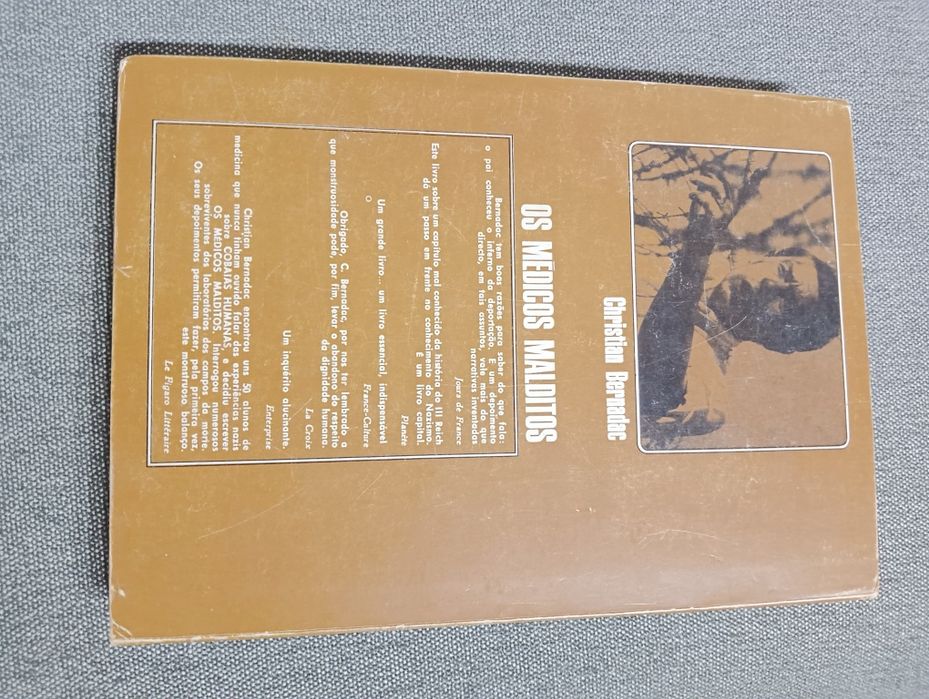 Christian Bernadac
OS MÉDICOS MALDITOS
Bernadac tem boas razões para saber do que fala:
o pai conheceu o inferno da deportação. E um depoimento
directo, em tais assuntos, vale mais do que
narrativas inventadas
Jours de France
Este livro sobre um capítulo mal conhecido da história do III Reich
dá um passo em frente no conhecimento do Nazismo.
É um livro capital.
Planète
Um grande livro... um livro essencial, indispensável
France-Culture
Obrigado, C. Bernadac, por nos ter lembrado a
que monstruosidade pode, por fim, levar o abandono do respeito
da dignidade humana.
La Croix
Um inquérito alucinante.
Enterprise
Christian Bernadac encontrou uns 50 alunos de
medicina que nunca tinham ouvido falar das experiências nazis
sobre COBAIAS HUMANAS, e decidiu escrever
OS MÉDICOS MALDITOS. Interrogou numerosos
sobreviventes dos laboratórios dos campos da morte.
Os seus depoimentos permitiram fazer, pela primeira vez,
este monstruoso balanço.
Le Figaro Littéraire